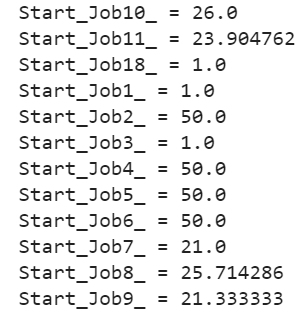 Start_Job10_ = 26.0
Start_Job11_ = 23.904762
Start_Job18_ = 1.0
Start_Job1_ = 1.0
Start_Job2_ = 50.0
Start_Job3_ = 1.0
Start_Job4_ = 50.0
Start_Job5_ = 50.0
Start_Job6_ = 50.0
Start_Job7_ = 21.0
Start_Job8_ = 25.714286
Start_Job9_ = 21.333333